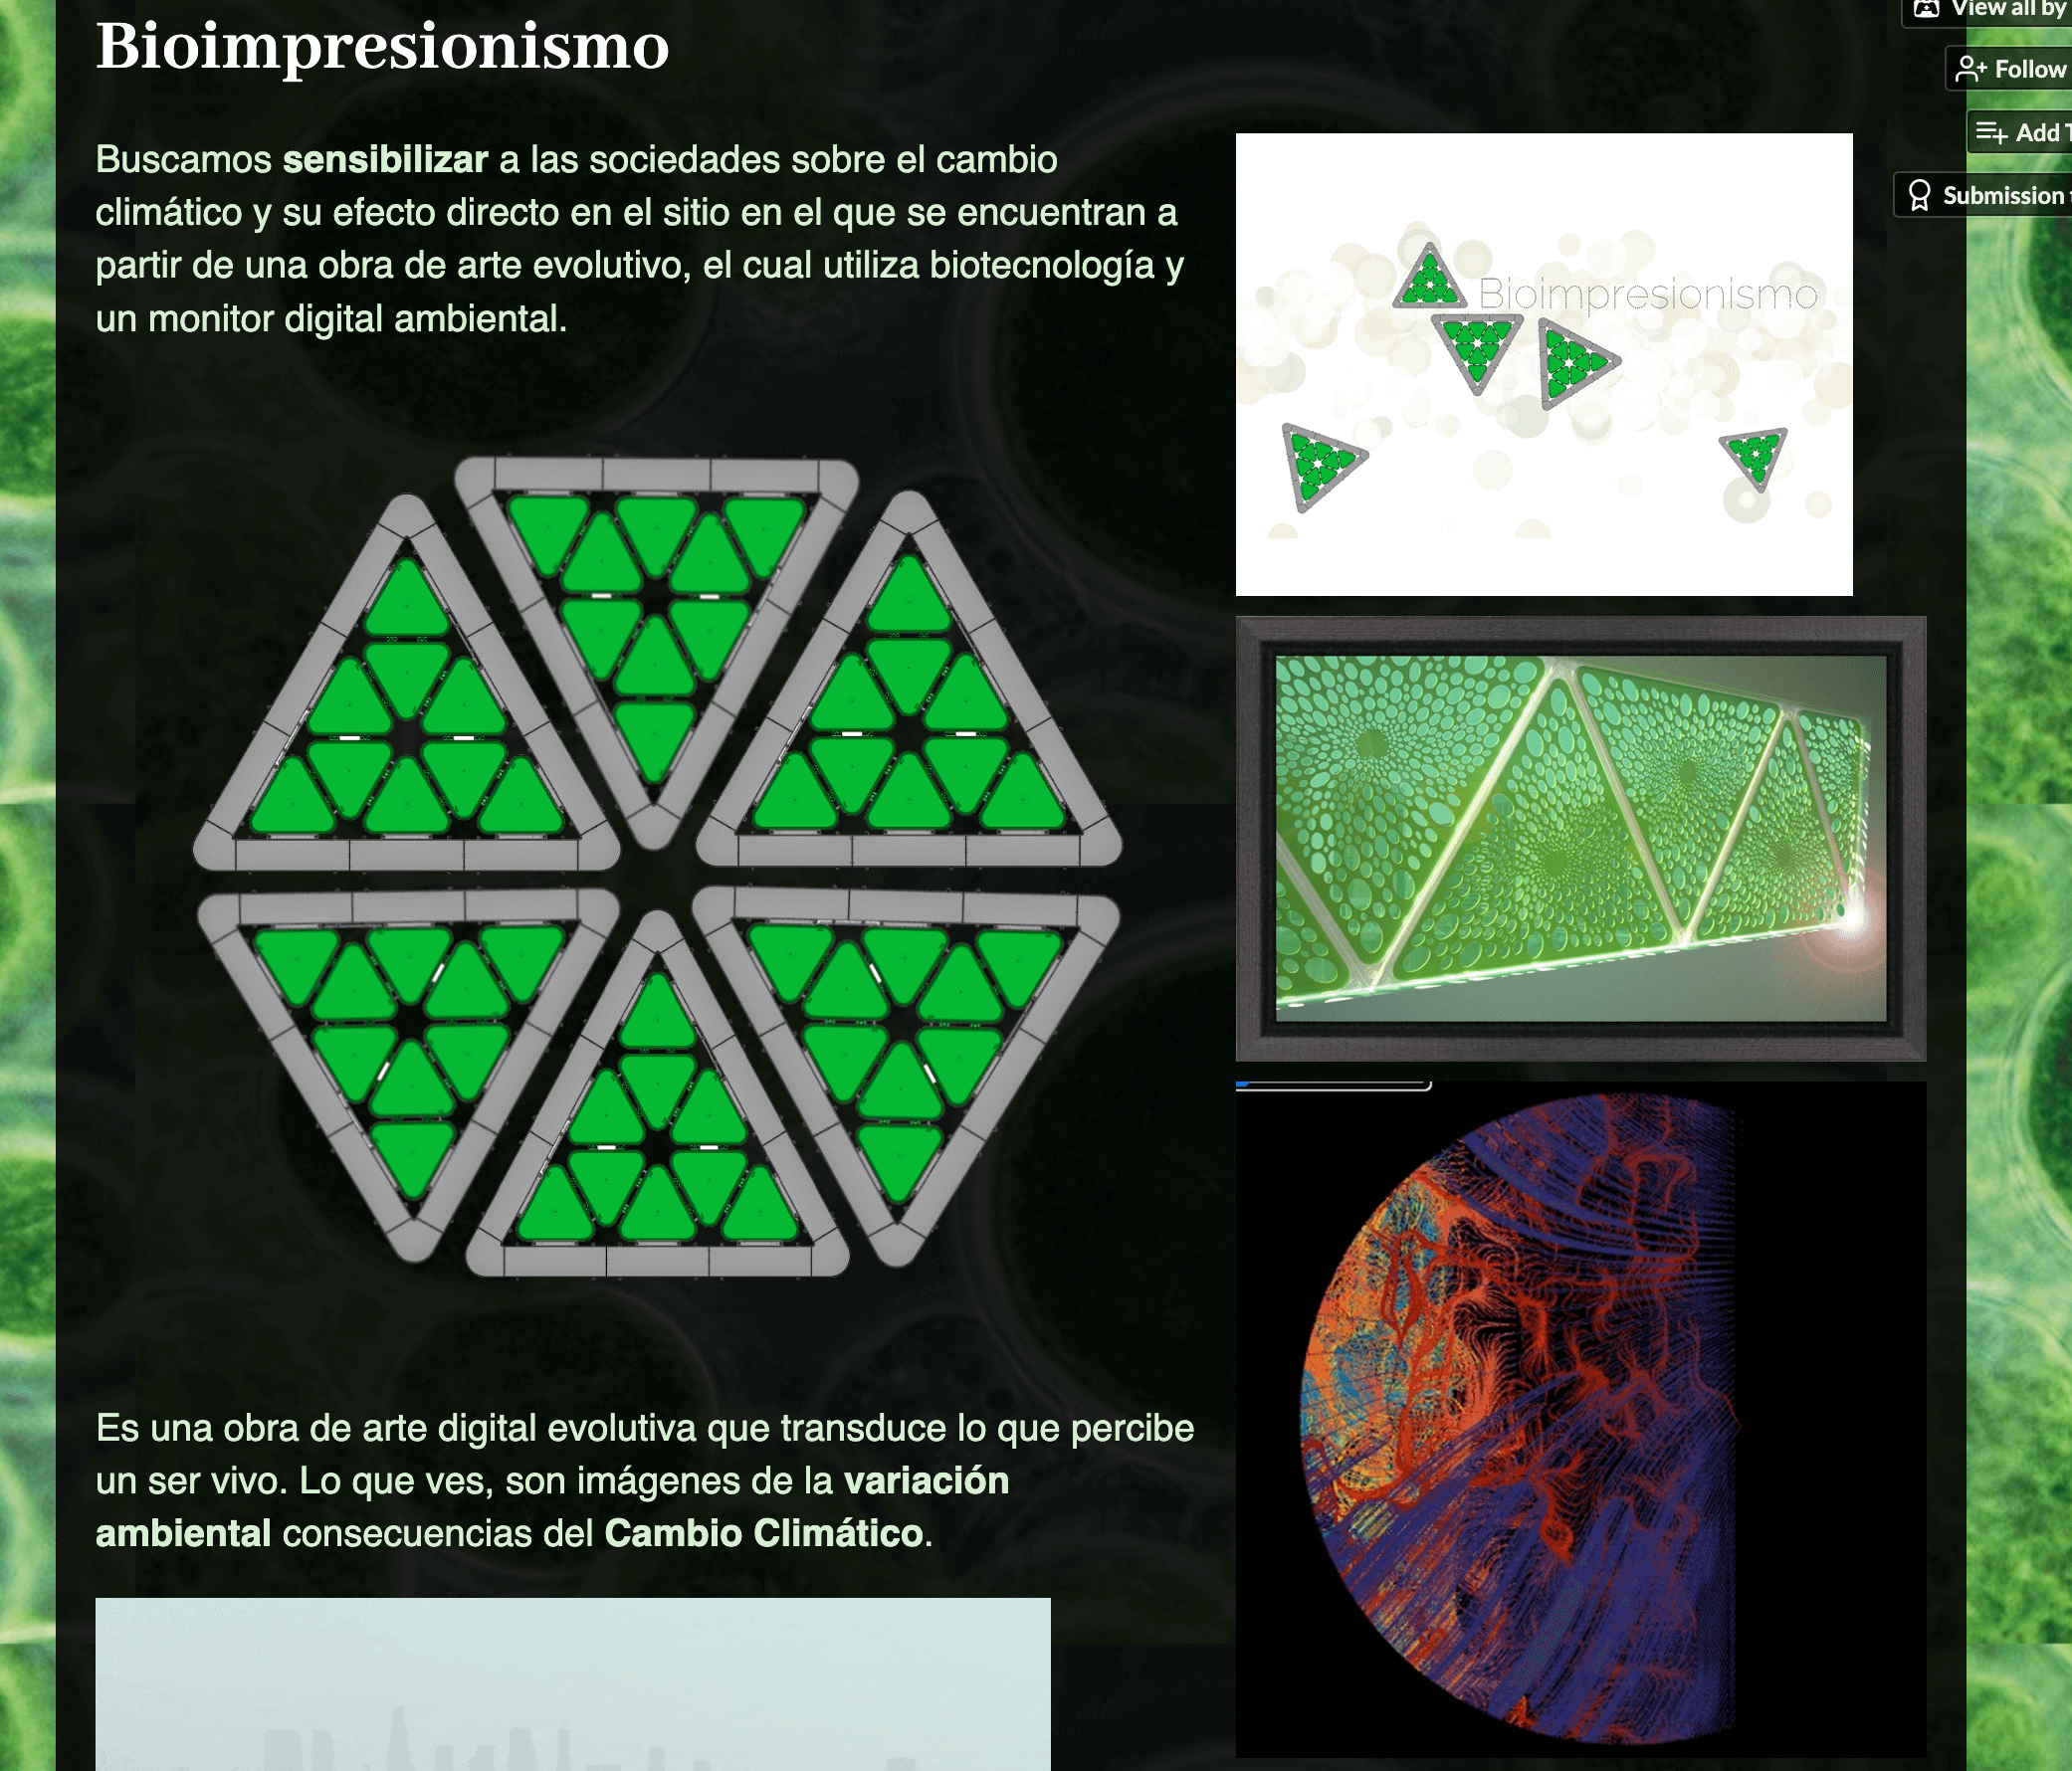 Bioimpresionismo
Buscamos sensibilizar a las sociedades sobre el cambio
climático y su efecto directo en el sitio en el que se encuentran a
partir de una obra de arte evolutivo, el cual utiliza biotecnología y
un monitor digital ambiental.
Es una obra de arte digital evolutiva que transduce lo que percibe
un ser vivo. Lo que ves, son imágenes de la variación
ambiental consecuencias del Cambio Climático.
View all by
Follow
Add
Submission
Bioimpresionismo